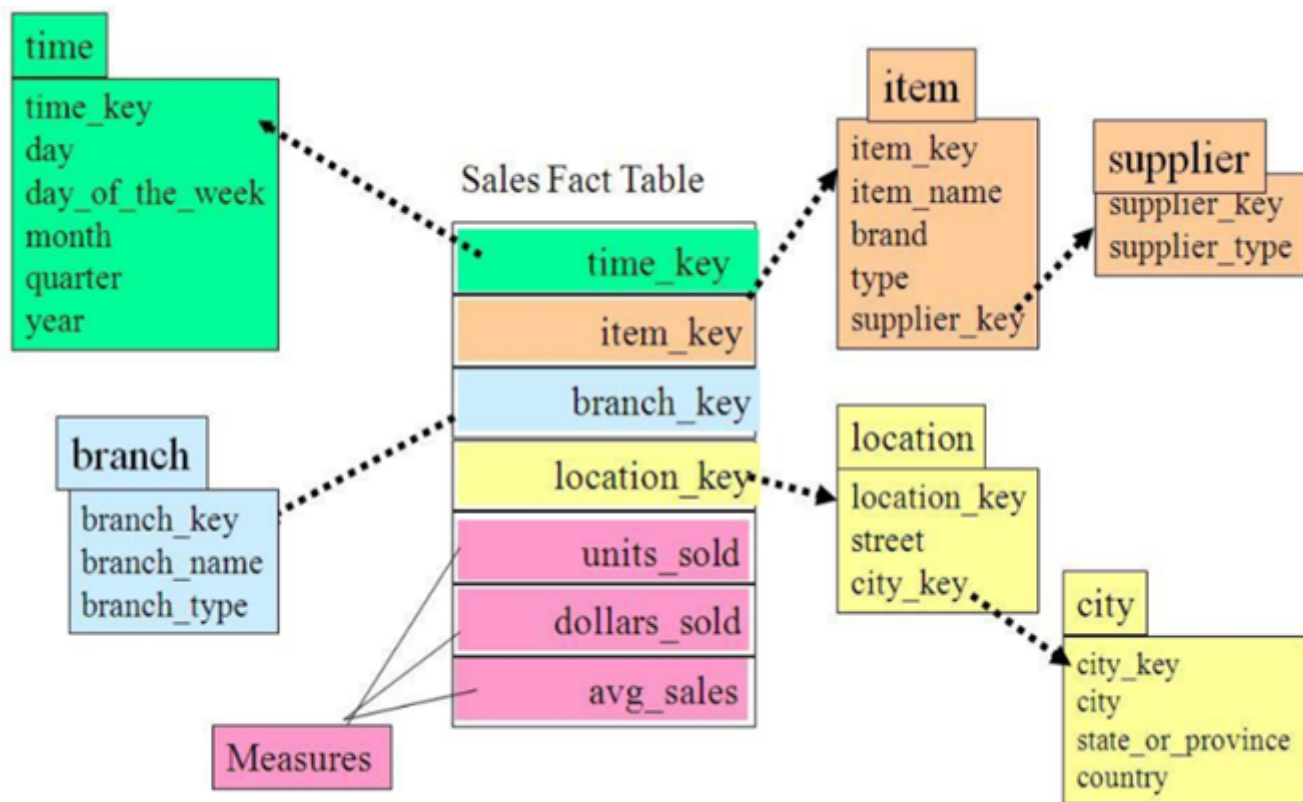 time
time_key
day
day_of_the_week
month
quarter
year
Sales Fact Table
time_key
item_key
branch_key
location_key
units_sold
dollars_sold
avg_sales
Measures
branch
branch_key
branch_name
branch_type
item
item_key
item_name
brand
type
supplier_key
supplier
supplier_key
supplier_type
location
location_key
street
city_key
city
city_key
city
state_or_province
country